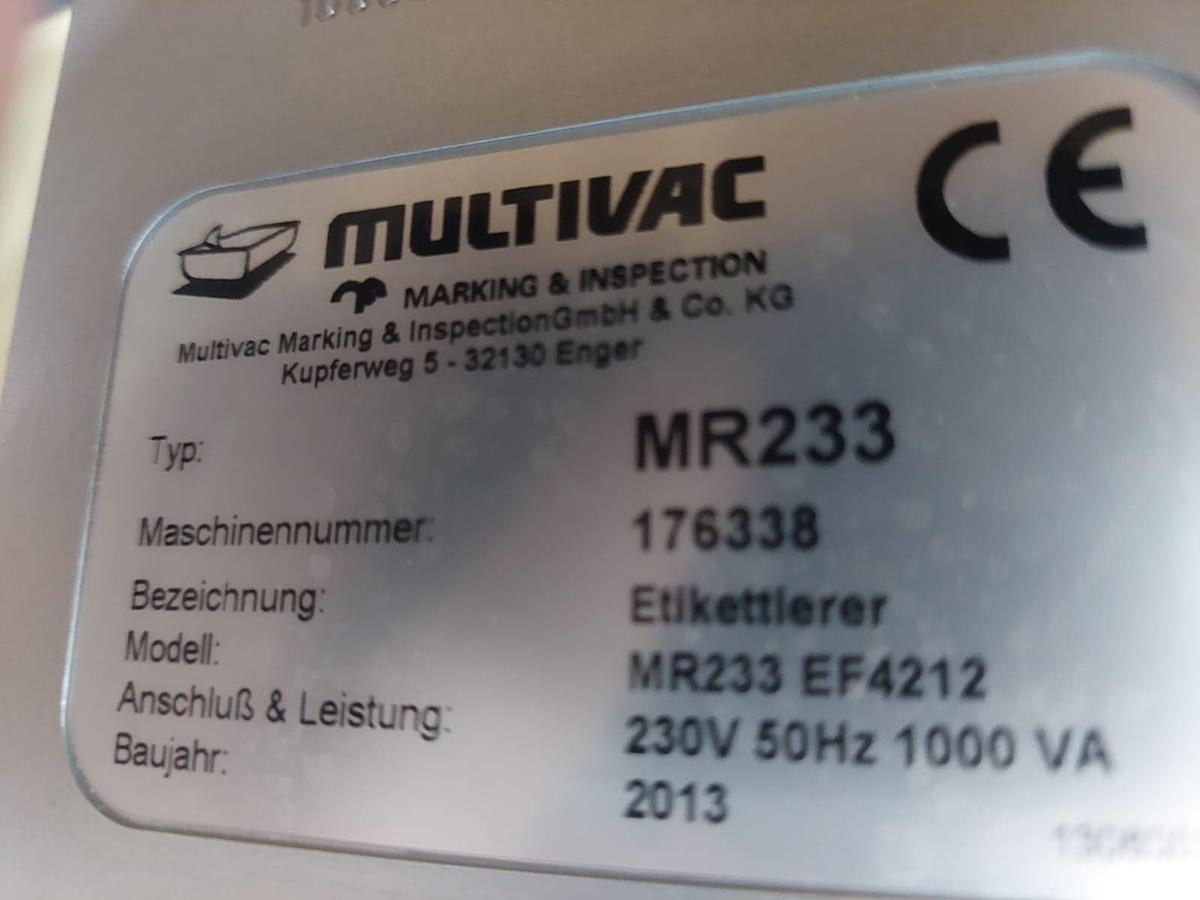 MULTIVAC
MARKING & INSPECTION
Multivac Marking & InspectionGmbH & Co. KG
Kupferweg 5 - 32130 Enger
CE
Typ: MR233
Maschinennummer: 176338
Bezeichnung: Etikettierer
Modell: MR233 EF4212
Anschluß & Leistung: 230V 50Hz 1000 VA
Baujahr: 2013